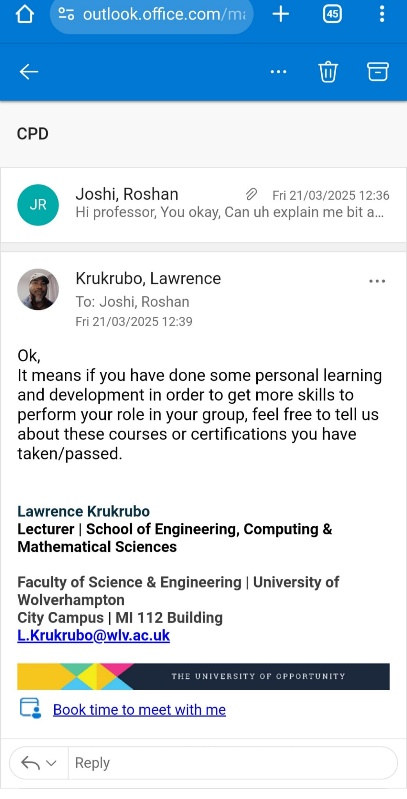 outlook.office.com/ma
45
CPD
JR
Joshi, Roshan
Fri 21/03/2025 12:36
Hi professor, You okay, Can uh explain me bit a...
Krukrubo, Lawrence
To: Joshi, Roshan
Fri 21/03/2025 12:39
Ok,
It means if you have done some personal learning
and development in order to get more skills to
perform your role in your group, feel free to tell us
about these courses or certifications you have
taken/passed.
Lawrence Krukrubo
Lecturer | School of Engineering, Computing &
Mathematical Sciences
Faculty of Science & Engineering | University of
Wolverhampton
City Campus | MI 112 Building
L.Krukrubo@wlv.ac.uk
THE UNIVERSITY OF OPPORTUNITY
Book time to meet with me
Reply